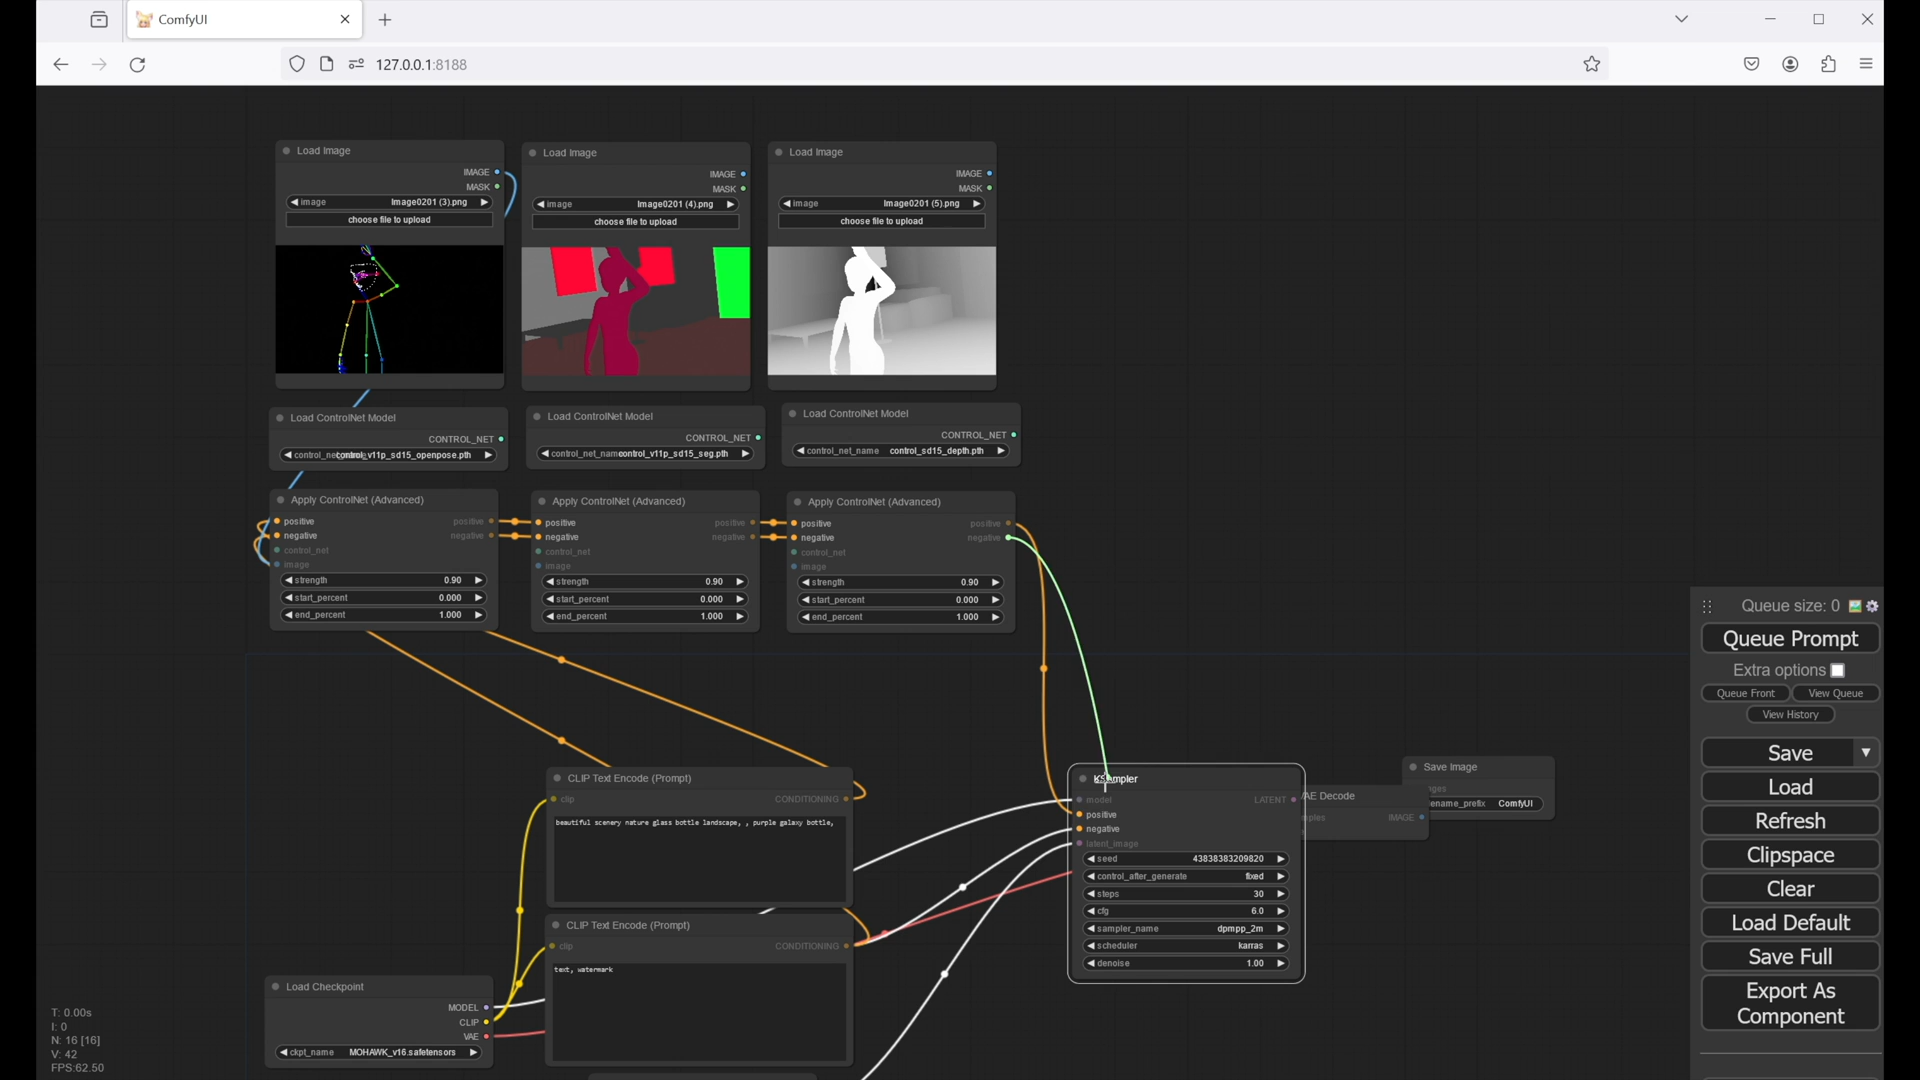 ComfyUI
127.0.0.1:8188
Load Image
IMAGE
MASK
image Image0201 (3).png
choose file to upload
Load Image
IMAGE
MASK
image Image0201 (4).png
choose file to upload
Load Image
IMAGE
MASK
image Image0201 (5).png
choose file to upload
Load ControlNet Model
CONTROL_NET
control_v11p_sd15_openpose.pth
Load ControlNet Model
CONTROL_NET
control_net_name control_v11p_sd15_seg.pth
Load ControlNet Model
CONTROL_NET
control_net_name control_sd15_depth.pth
Apply ControlNet (Advanced)
positive positive
negative negative
control_net
image
strength 0.90
start_percent 0.000
end_percent 1.000
Apply ControlNet (Advanced)
positive positive
negative negative
control_net
image
strength 0.90
start_percent 0.000
end_percent 1.000
Apply ControlNet (Advanced)
positive positive
negative negative
control_net
image
strength 0.90
start_percent 0.000
end_percent 1.000
CLIP Text Encode (Prompt)
clip CONDITIONING
beautiful scenery nature glass bottle landscape, , purple galaxy bottle,
CLIP Text Encode (Prompt)
clip CONDITIONING
text, watermark
Load Checkpoint
MODEL
CLIP
VAE
ckpt_name MOHAWK_v16.safetensors
KSampler
model LATENT
positive
negative
latent_image
seed 43838383209820
control_after_generate fixed
steps 30
cfg 6.0
sampler_name dpmpp_2m
scheduler karras
denoise 1.00
VAE Decode
mples IMAGE
Save Image
ages
ename_prefix ComfyUI
Queue size: 0
Queue Prompt
Extra options
Queue Front View Queue
View History
Save
Load
Refresh
Clipspace
Clear
Load Default
Save Full
Export As
Component
T: 0.00s
I: 0
N: 16 [16]
V: 42
FPS:62.50